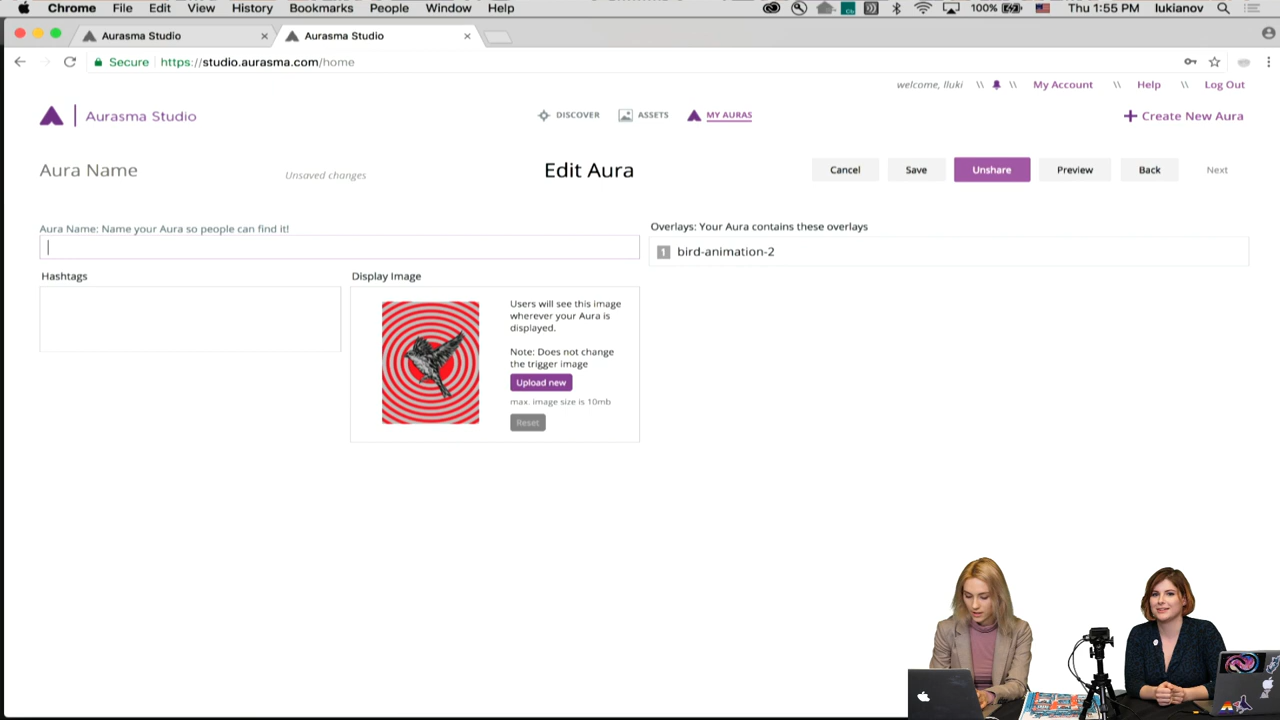 Chrome File Edit View History Bookmarks People Window Help 100% Thu 1:55 PM lukianov
Aurasma Studio Aurasma Studio
Secure https://studio.aurasma.com/home
welcome, lluki \\ \\ My Account \\ Help \\ Log Out
Aurasma Studio DISCOVER ASSETS MY AURAS + Create New Aura
Aura Name Unsaved changes Edit Aura Cancel Save Unshare Preview Back Next
Aura Name: Name your Aura so people can find it!
Overlays: Your Aura contains these overlays
1 bird-animation-2
Hashtags
Display Image
Users will see this image
wherever your Aura is
displayed.
Note: Does not change
the trigger image
Upload new
max. image size is 10mb
Reset